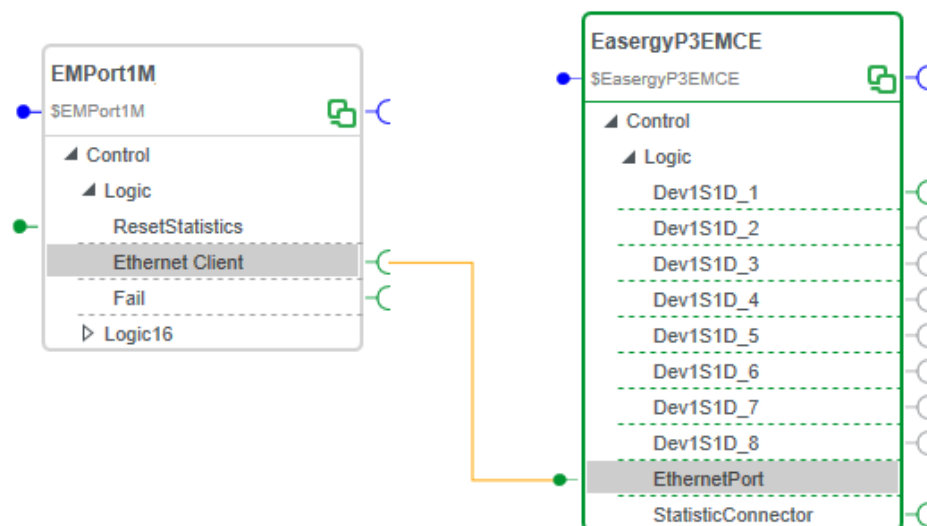 EMPort1M
$EMPort1M
Control
Logic
ResetStatistics
Ethernet Client
Fail
Logic16
EasergyP3EMCE
$EasergyP3EMCE
Control
Logic
Dev1S1D_1
Dev1S1D_2
Dev1S1D_3
Dev1S1D_4
Dev1S1D_5
Dev1S1D_6
Dev1S1D_7
Dev1S1D_8
EthernetPort
StatisticConnector